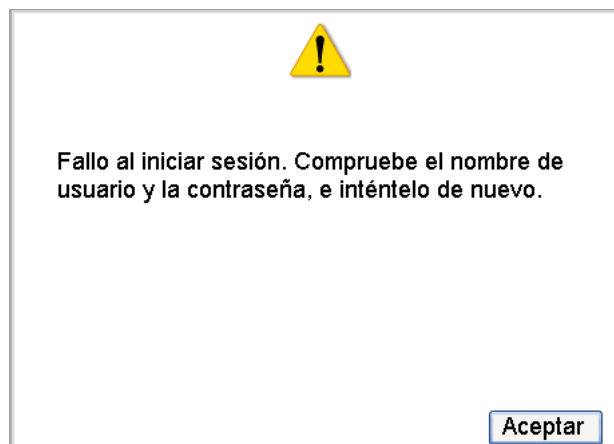 Fallo al iniciar sesión. Compruebe el nombre de
usuario y la contraseña, e inténtelo de nuevo.
Aceptar